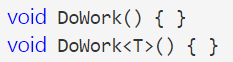 void DoWork() { }
void DoWork<T>() { }